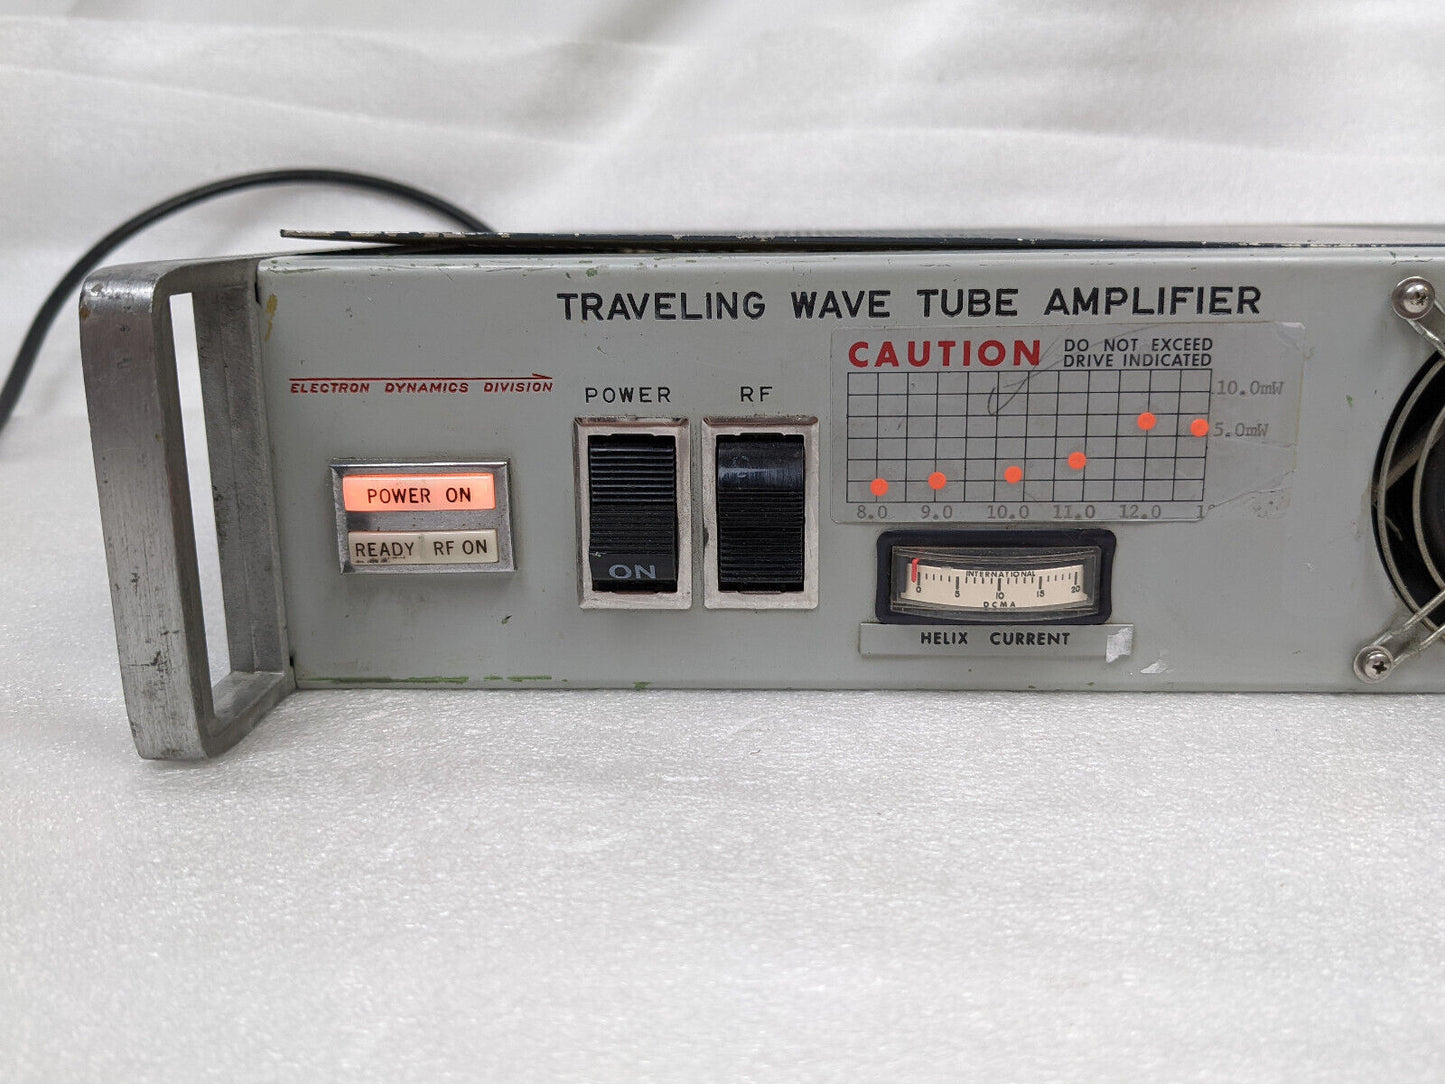 TRAVELING WAVE TUBE AMPLIFIER
ELECTRON DYNAMICS DIVISION
POWER
RF
CAUTION
DO NOT EXCEED
DRIVE INDICATED
10.0mW
5.0mW
8.0 9.0 10.0 11.0 12.0
POWER ON
READY RF ON
ON
INTERNATIONAL
0 5 10 15 20
DCMA
HELIX CURRENT